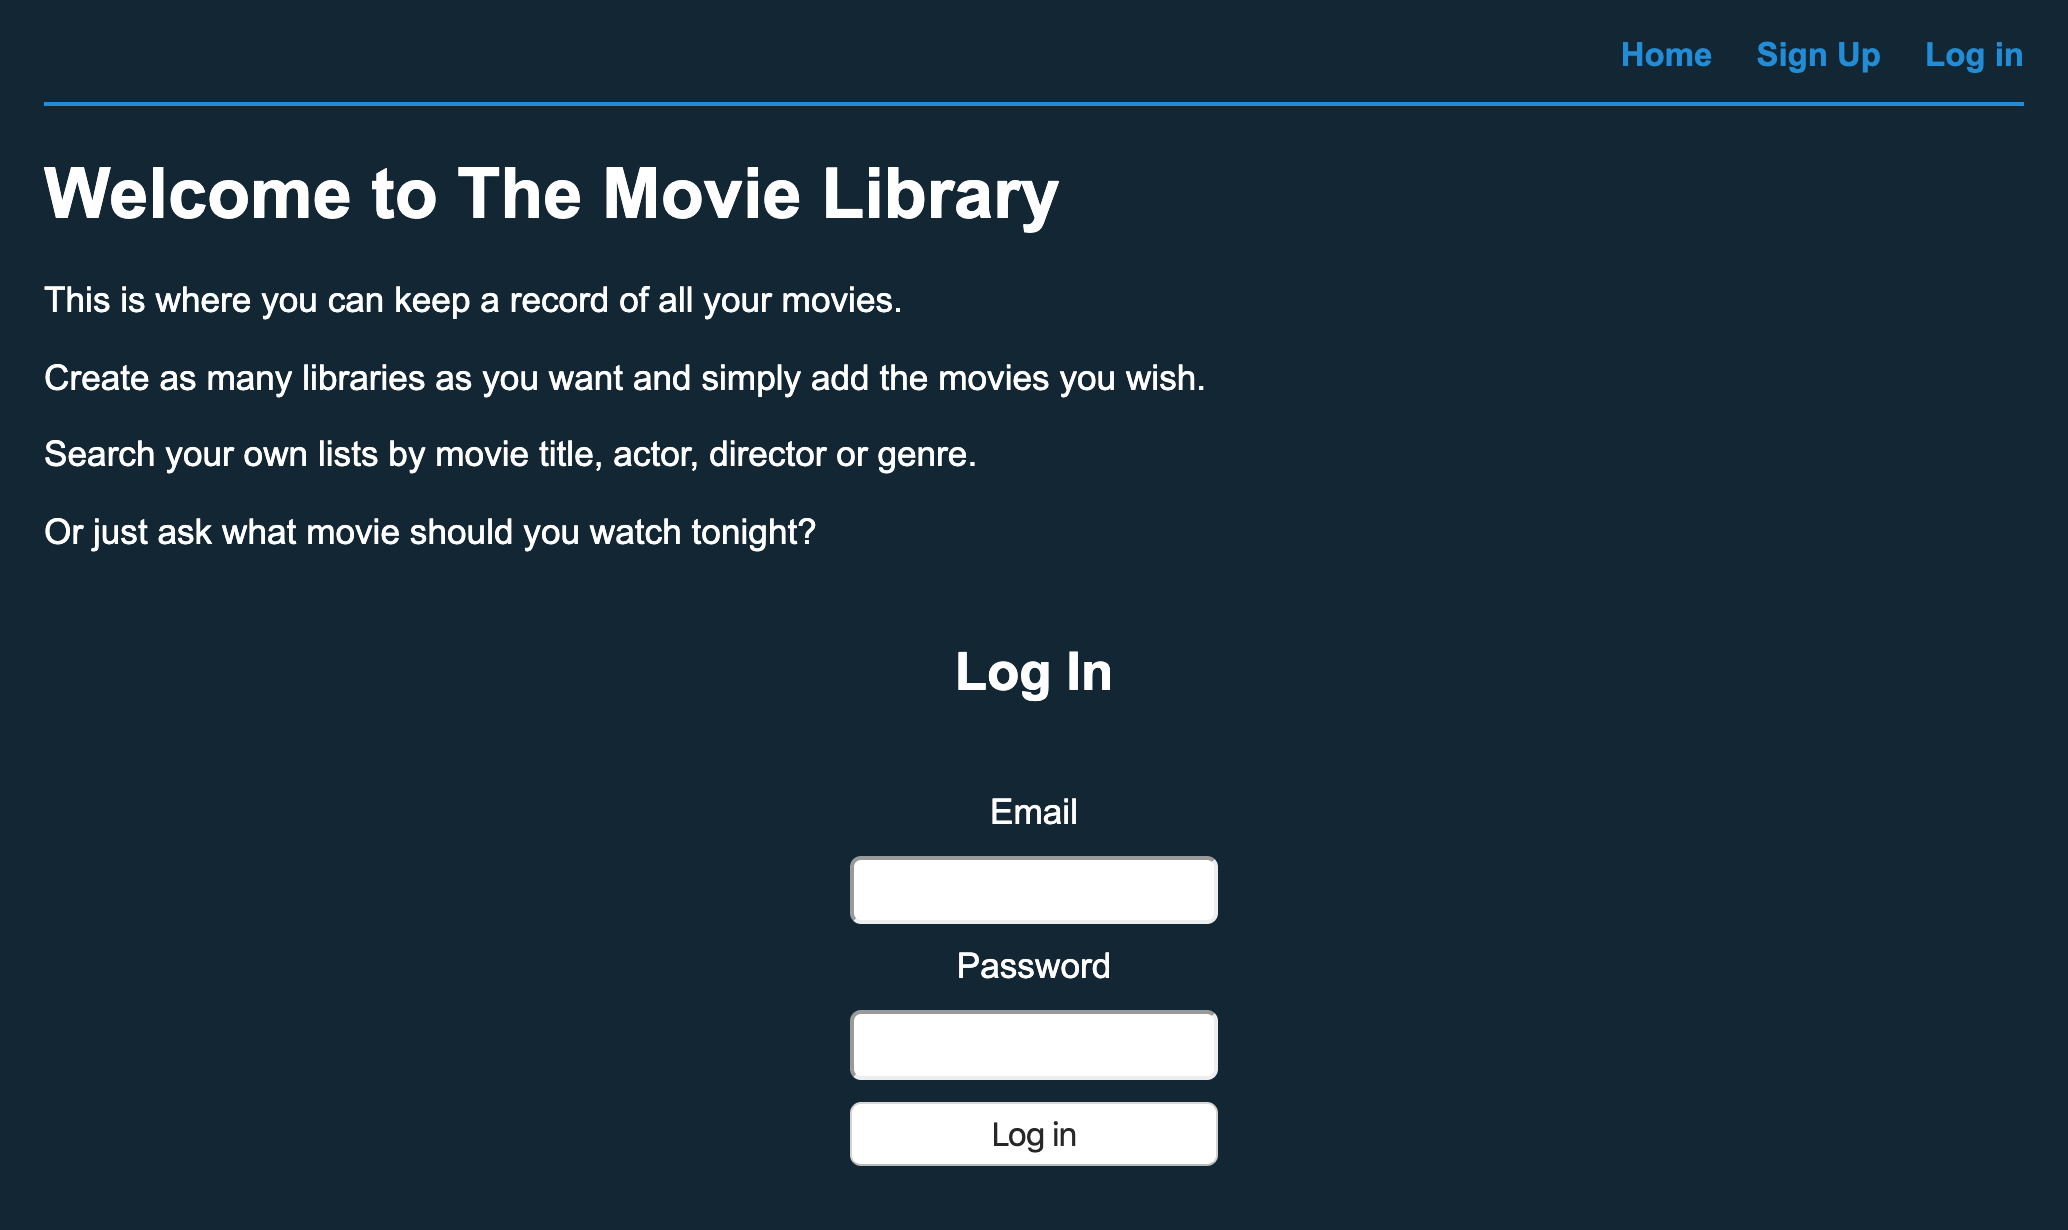 Home Sign Up Log in
Welcome to The Movie Library
This is where you can keep a record of all your movies.
Create as many libraries as you want and simply add the movies you wish.
Search your own lists by movie title, actor, director or genre.
Or just ask what movie should you watch tonight?
Log In
Email
Password
Log in